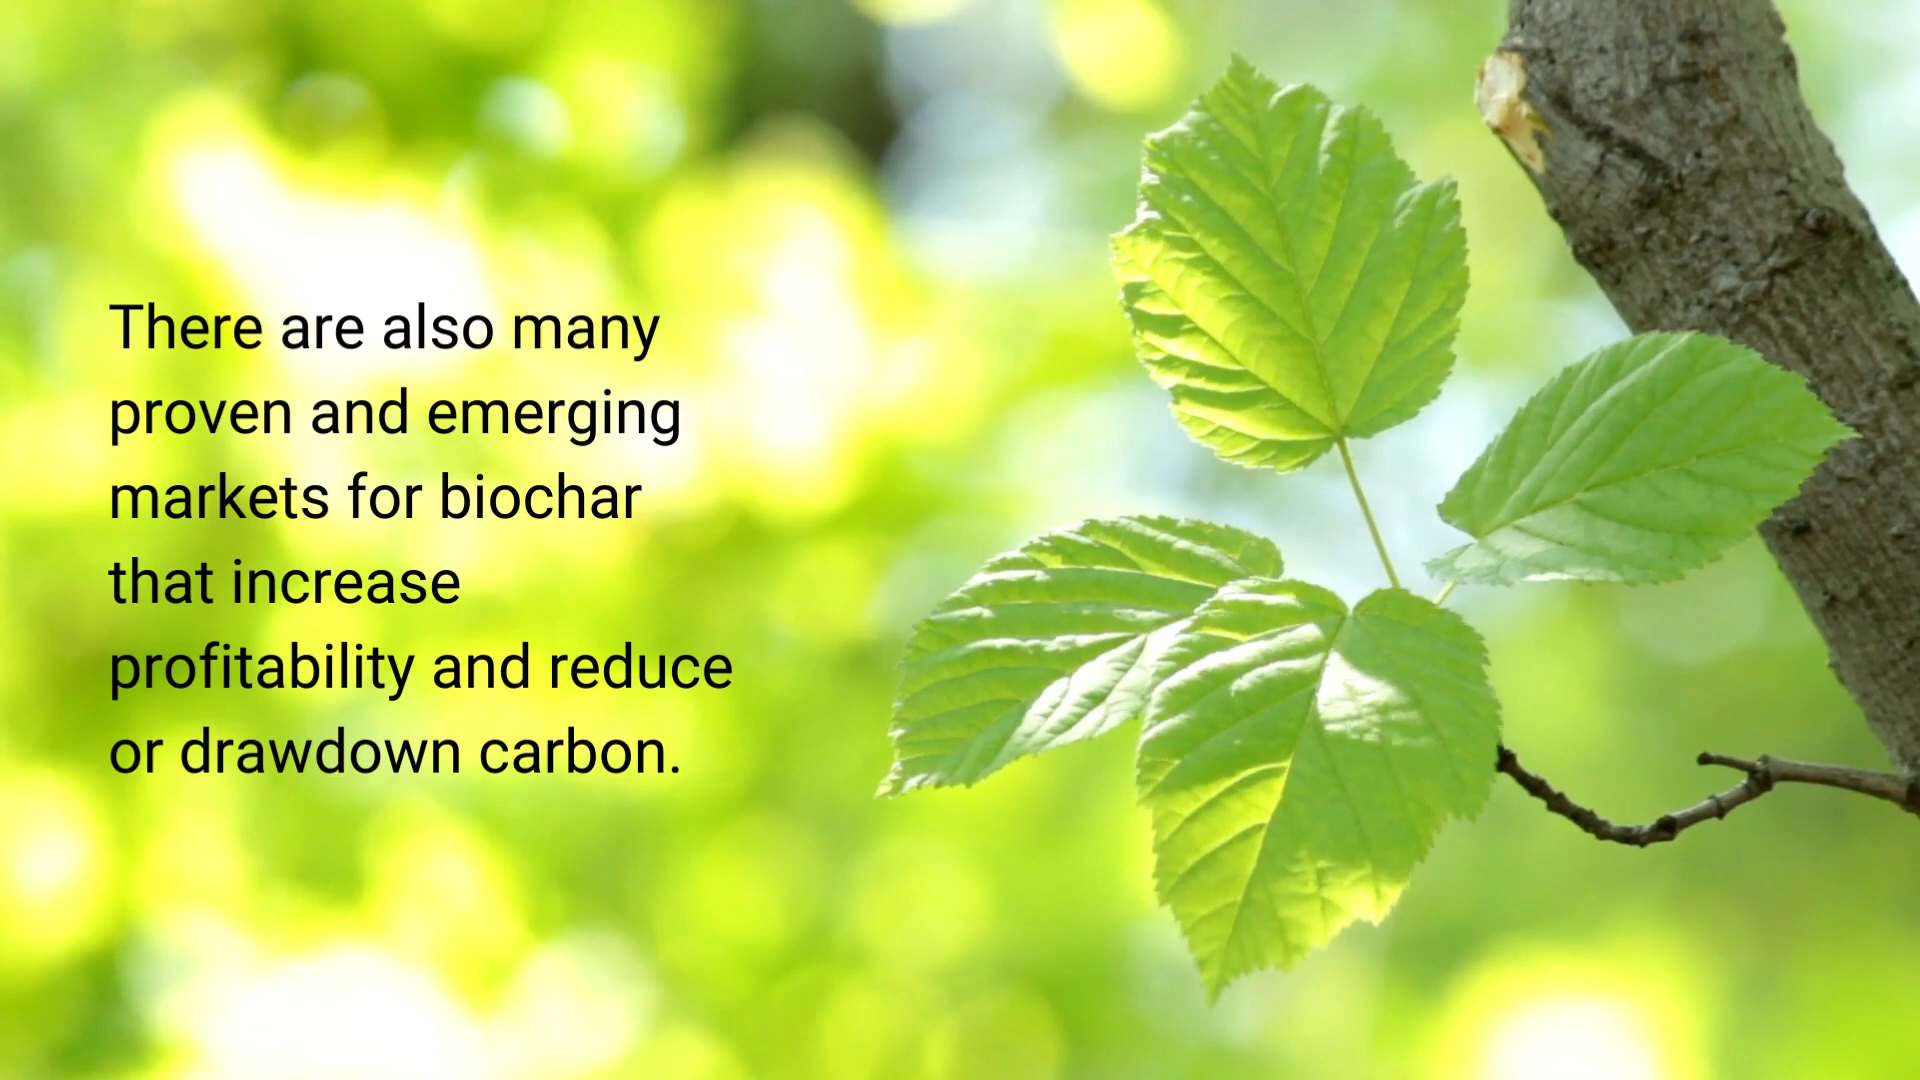 There are also many
proven and emerging
markets for biochar
that increase
profitability and reduce
or drawdown carbon.